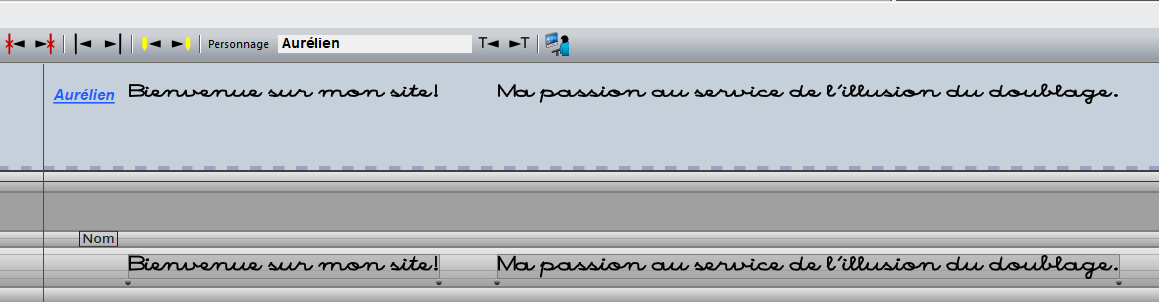 Personnage Aurélien T T
Aurélien Bienvenue sur mon site! Ma passion au service de l'illusion du doublage.
Nom
Bienvenue sur mon site! Ma passion au service de l'illusion du doublage.